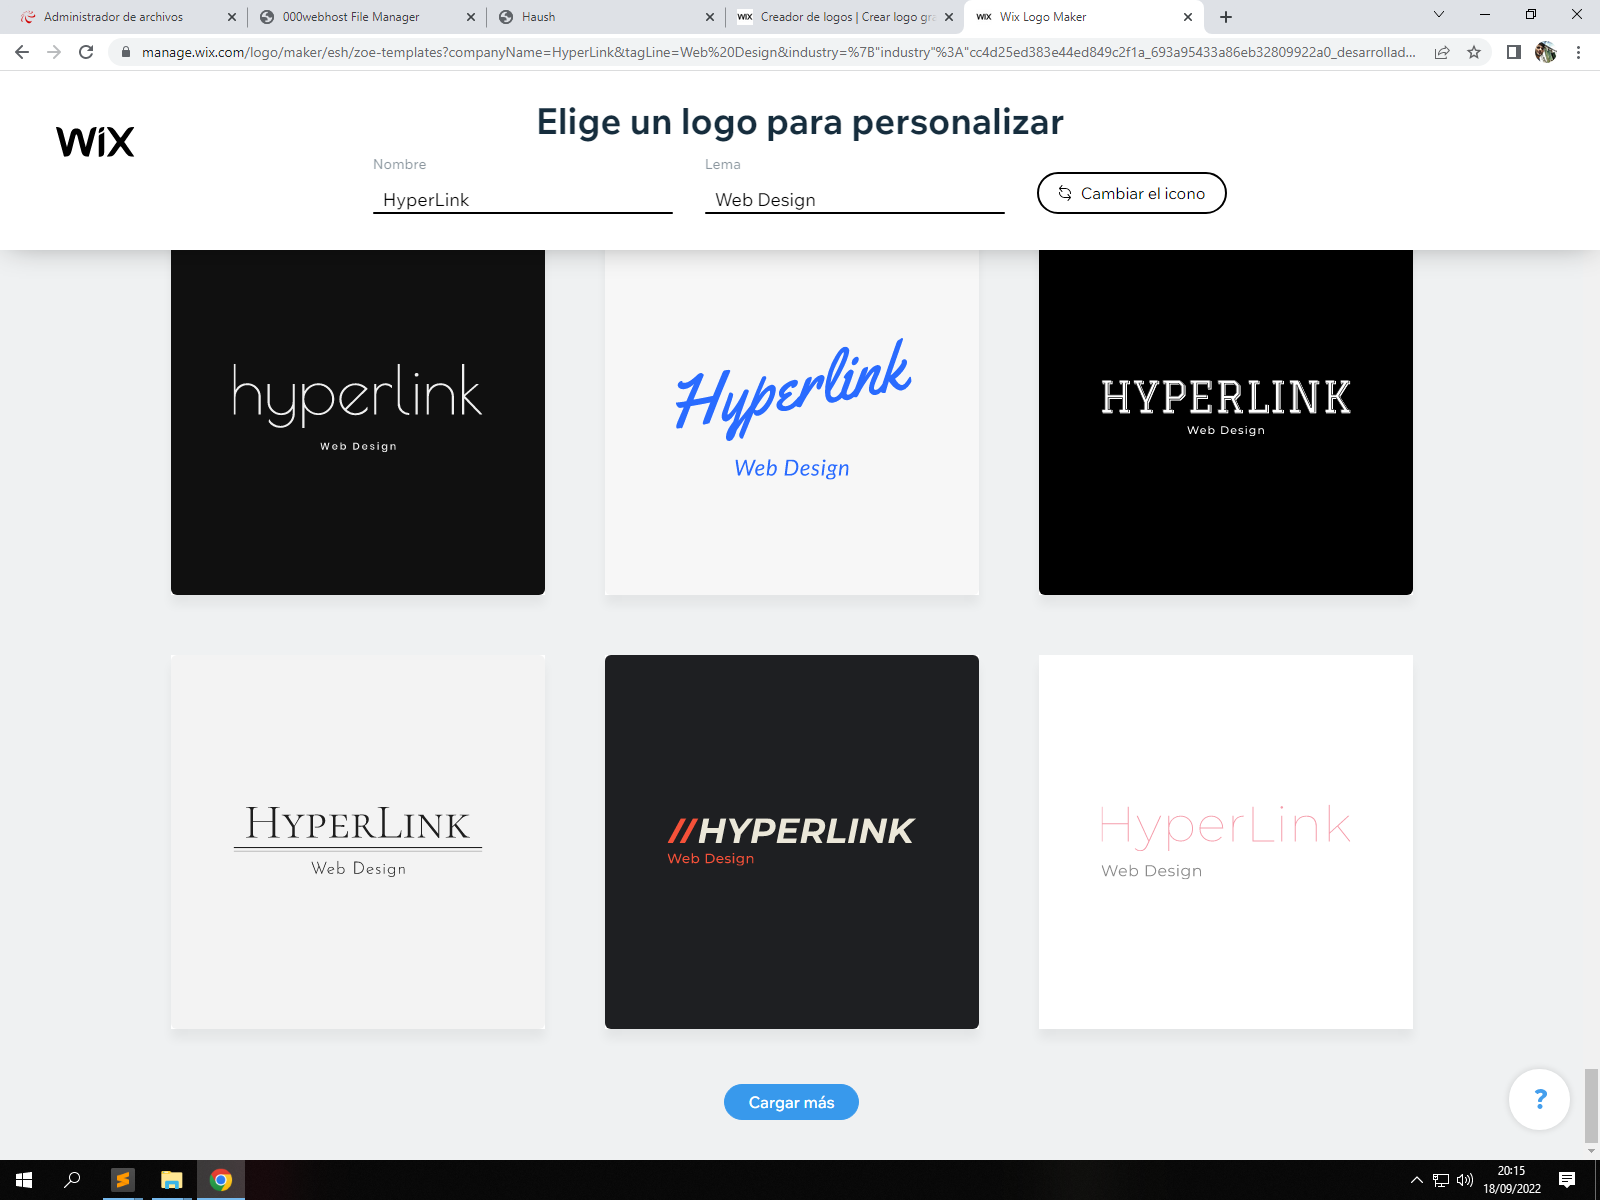 Administrador de archivos
000webhost File Manager
Haush
WiX Creador de logos | Crear logo gra
WiX Wix Logo Maker
manage.wix.com/logo/maker/esh/zoe-templates?companyName=HyperLink&tagLine=Web%20Design&industry=%7B"industry"%3A"cc4d25ed383e44ed849c2f1a_693a95433a86eb32809922a0_desarrollad...
WiX
Elige un logo para personalizar
Nombre
Lema
HyperLink
Web Design
Cambiar el icono
hyperlink
Web Design
Hyperlink
Web Design
HYPERLINK
Web Design
HYPERLINK
Web Design
//HYPERLINK
Web Design
HyperLink
Web Design
Cargar más
?
20:15
18/09/2022